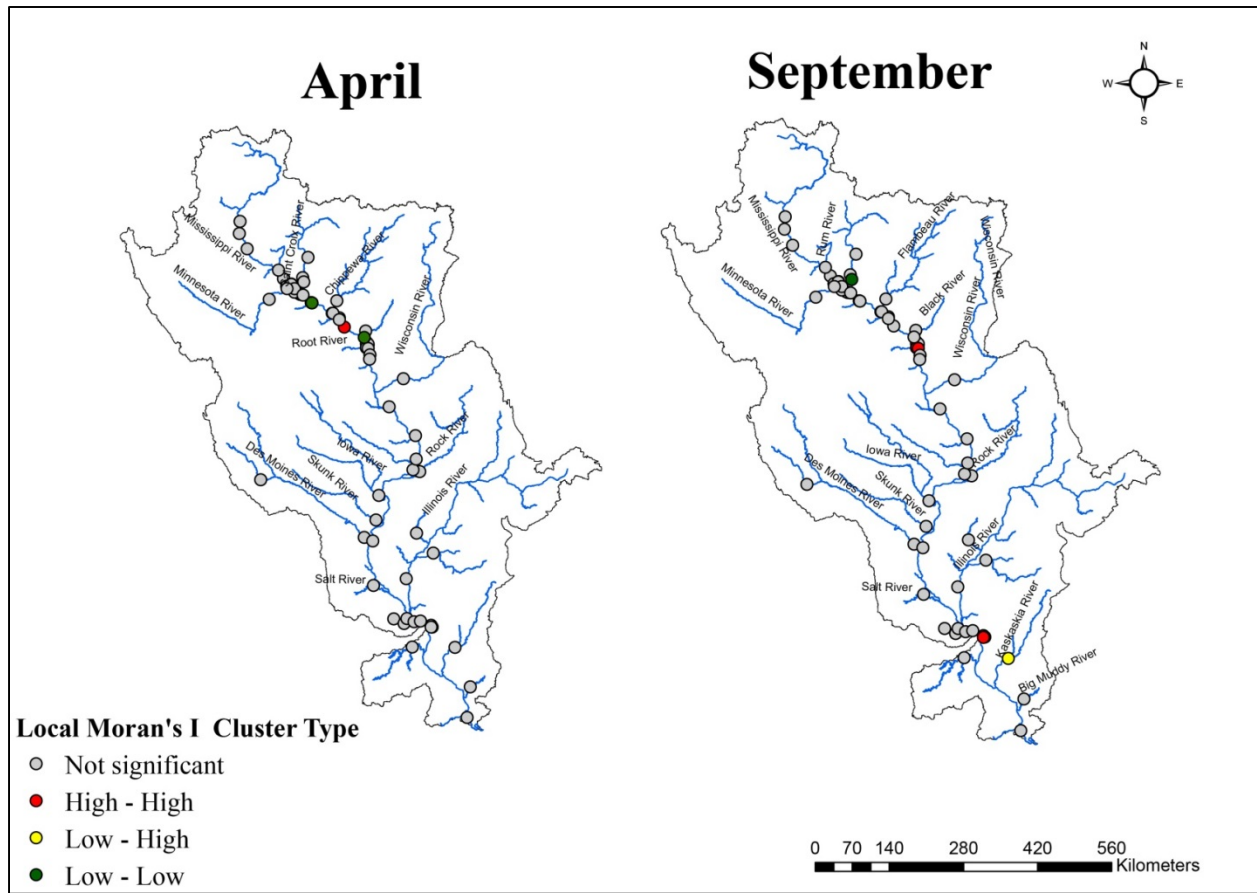 April
September
N
W
E
S
Mississippi River
Saint Croix River
Chippewa River
Minnesota River
Root River
Wisconsin River
Iowa River
Rock River
Des Moines River
Skunk River
Illinois River
Salt River
Mississippi River
Rum River
Flambeau River
Wisconsin River
Minnesota River
Black River
Wisconsin River
Iowa River
Rock River
Des Moines River
Skunk River
Illinois River
Salt River
Kaskaskia River
Big Muddy River
Local Moran's I Cluster Type
Not significant
High - High
Low - High
Low - Low
0 70 140 280 420 560
Kilometers